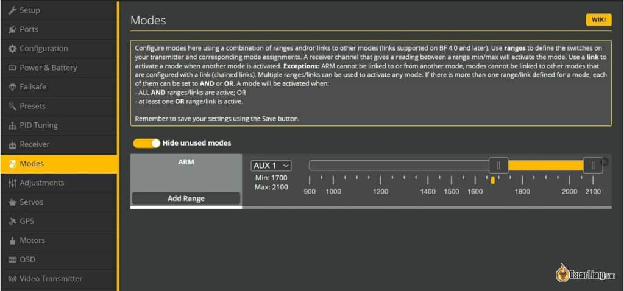 Setup
Ports
Configuration
Power & Battery
Failsafe
Presets
PID Tuning
Receiver
Modes
Adjustments
Servos
GPS
Motors
OSD
Video Transmitter
Modes
WIKI
Configure modes here using a combination of ranges and/or links to other modes (links supported on BF 4.0 and later). Use ranges to define the switches on
your transmitter and corresponding mode assignments. A receiver channel that gives a reading between a range min/max will activate the mode. Use a link to
activate a mode when another mode is activated. Exceptions: ARM cannot be linked to or from another mode, modes cannot be linked to other modes that
are configured with a link (chained links). Multiple ranges/links can be used to activate any mode. If there is more than one range/link defined for a mode, each
of them can be set to AND or OR. A mode will be activated when:
- ALL AND ranges/links are active; OR
- at least one OR range/link is active.
Remember to save your settings using the Save button.
Hide unused modes
ARM
Add Range
AUX 1
Min: 1700
Max: 2100
900 1000 1200 1400 1500 1600 1800 2000 2100